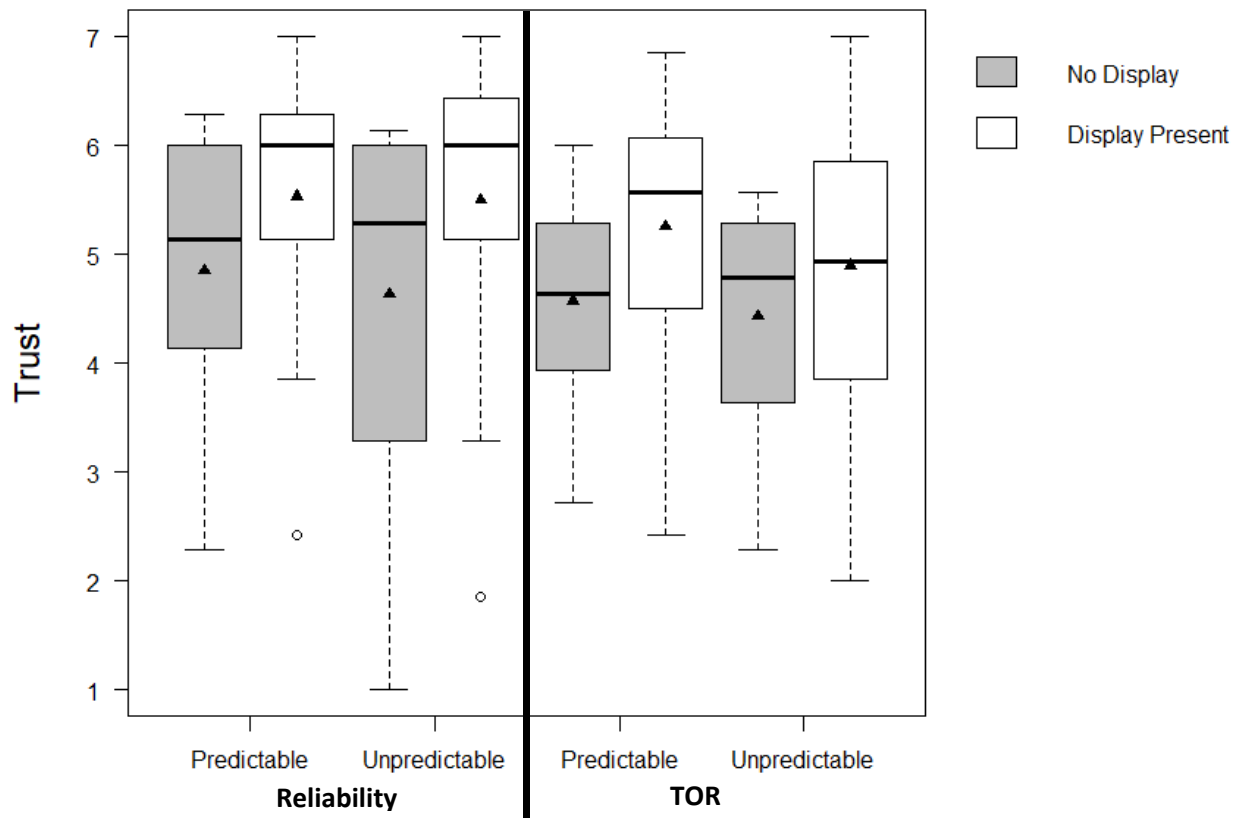 Trust
7
6
5
4
3
2
1
No Display
Display Present
Predictable Unpredictable Predictable Unpredictable
Reliability TOR